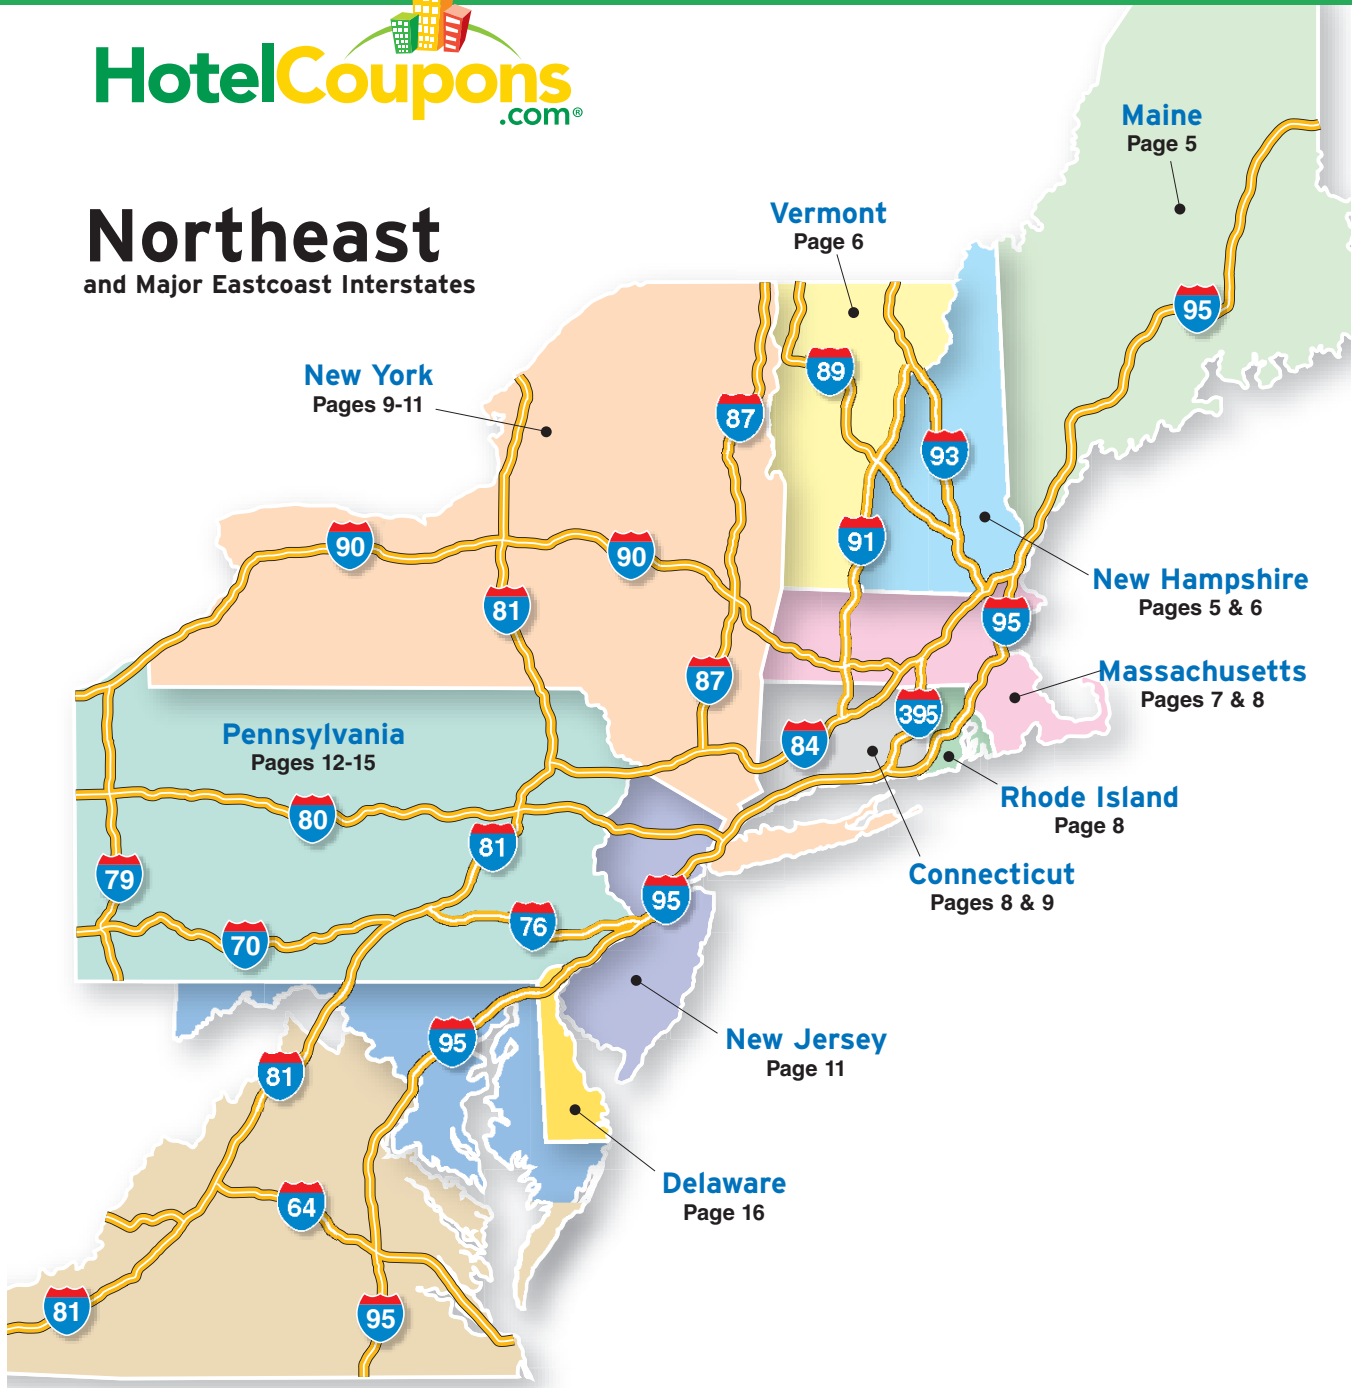 HotelCoupons
.com®
Northeast
and Major Eastcoast Interstates
Maine
Page 5
Vermont
Page 6
95
89
New York
Pages 9-11
87
93
90
90
91
New Hampshire
Pages 5 & 6
81
95
87
Massachusetts
Pages 7 & 8
395
Pennsylvania
Pages 12-15
84
Rhode Island
Page 8
80
81
79
Connecticut
Pages 8 & 9
95
76
70
New Jersey
Page 11
95
81
Delaware
Page 16
64
81
95